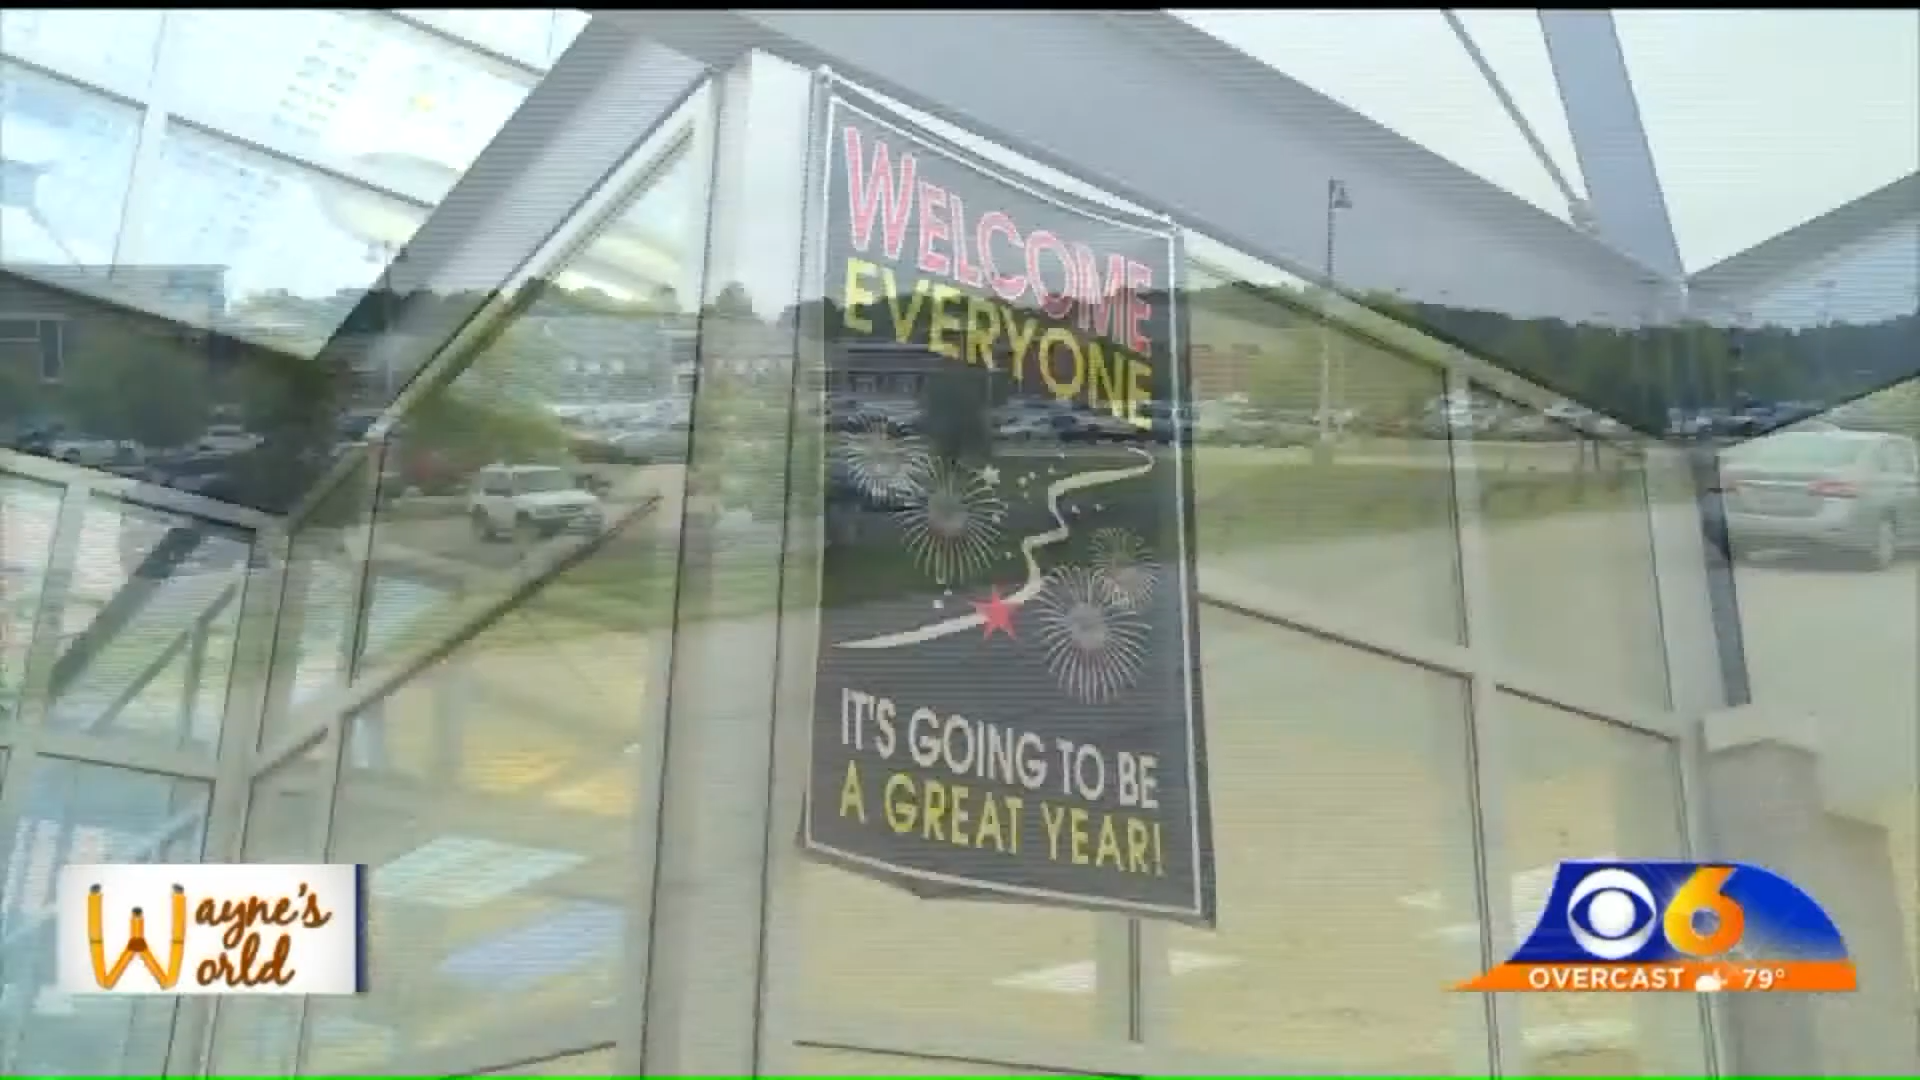 WELCOME
EVERYONE
IT'S GOING TO BE
A GREAT YEAR!
Wayne's
World
6
OVERCAST 79°